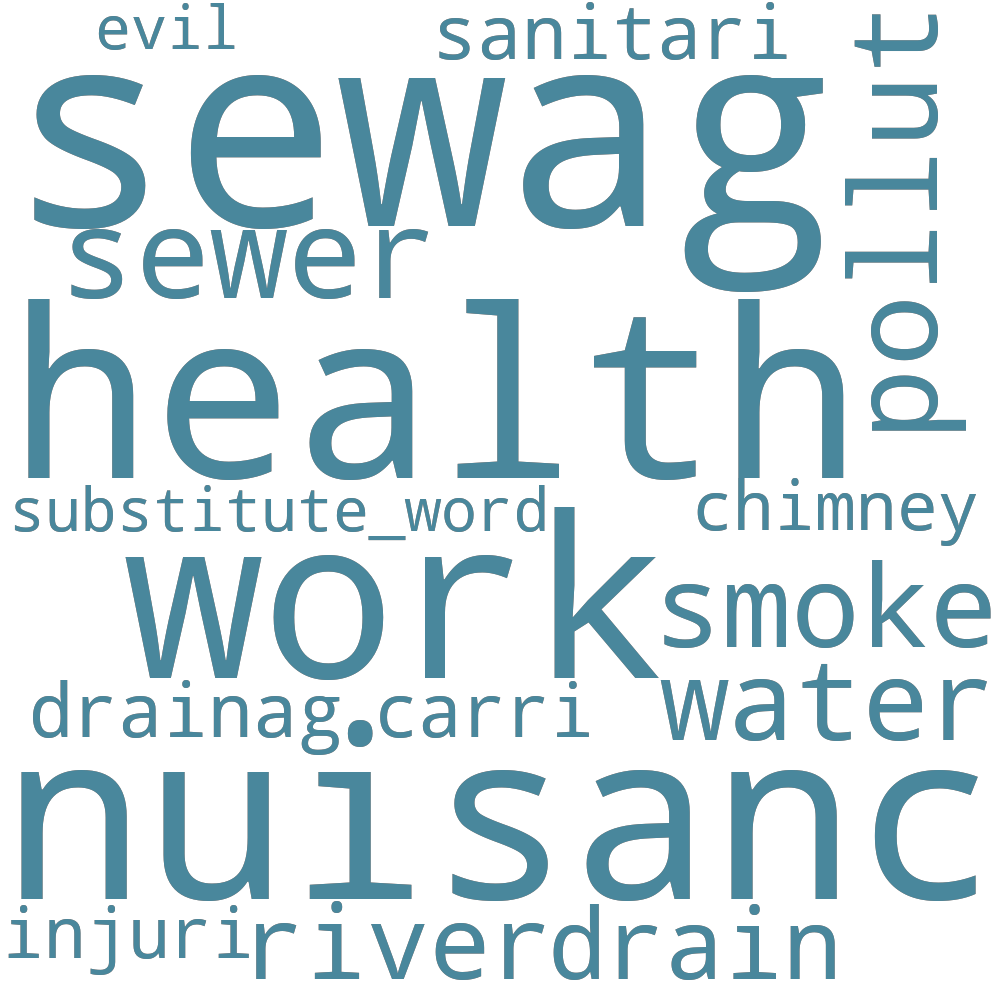 evil
sanitari
sewag
pollut
sewer
health
substitute_word
chimney
work
smoke
water
drainag
carri
nuisanc
injuri
river
drain